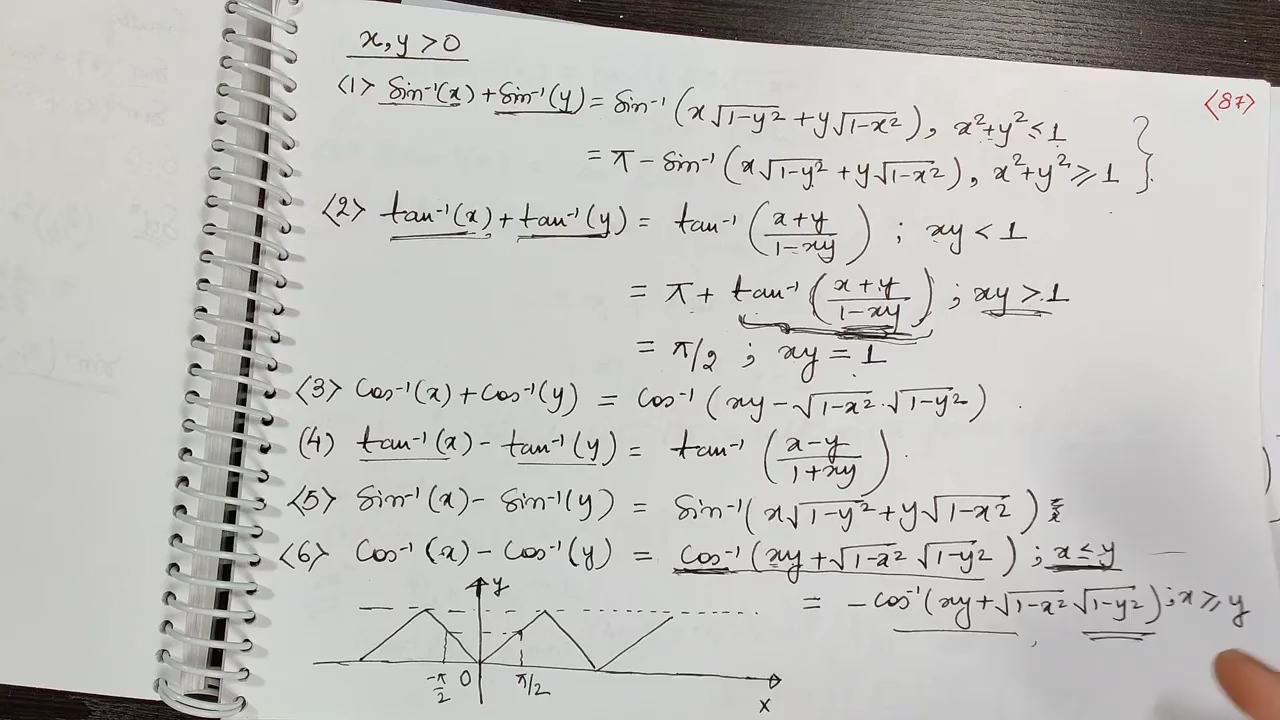 x, y > 0
<87>
<1> Sin⁻¹(x) + Sin⁻¹(y) = Sin⁻¹ (x√1-y² + y√1-x²), x²+y² ≤ 1
= π - Sin⁻¹ (x√1-y² + y√1-x²), x²+y² ≥ 1
<2> tan⁻¹(x) + tan⁻¹(y) = tan⁻¹ (x+y / 1-xy) ; xy < 1
= π + tan⁻¹ (x+y / 1-xy) ; xy > 1
= π/2 ; xy = 1
<3> Cos⁻¹(x) + Cos⁻¹(y) = Cos⁻¹ (xy - √1-x² · √1-y²)
(4) tan⁻¹(x) - tan⁻¹(y) = tan⁻¹ (x-y / 1+xy)
<5> Sin⁻¹(x) - Sin⁻¹(y) = Sin⁻¹ (x√1-y² + y√1-x²)
<6> Cos⁻¹(x) - Cos⁻¹(y) = Cos⁻¹ (xy + √1-x² √1-y²) ; x ≤ y
= - Cos⁻¹ (xy + √1-x² √1-y²) ; x ≥ y
y
-π/2 0 π/2
x